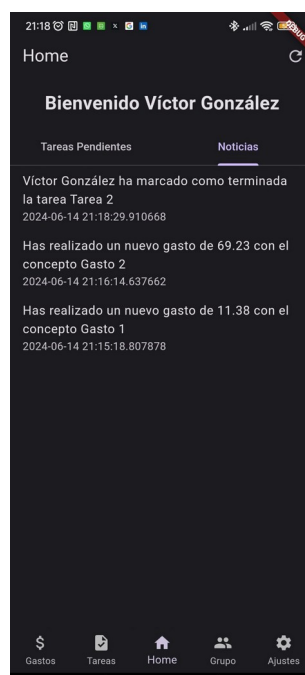 21:18
Home
Bienvenido Víctor González
Tareas Pendientes
Noticias
Víctor González ha marcado como terminada
la tarea Tarea 2
2024-06-14 21:18:29.910668
Has realizado un nuevo gasto de 69.23 con el
concepto Gasto 2
2024-06-14 21:16:14.637662
Has realizado un nuevo gasto de 11.38 con el
concepto Gasto 1
2024-06-14 21:15:18.807878
Gastos
Tareas
Home
Grupo
Ajustes